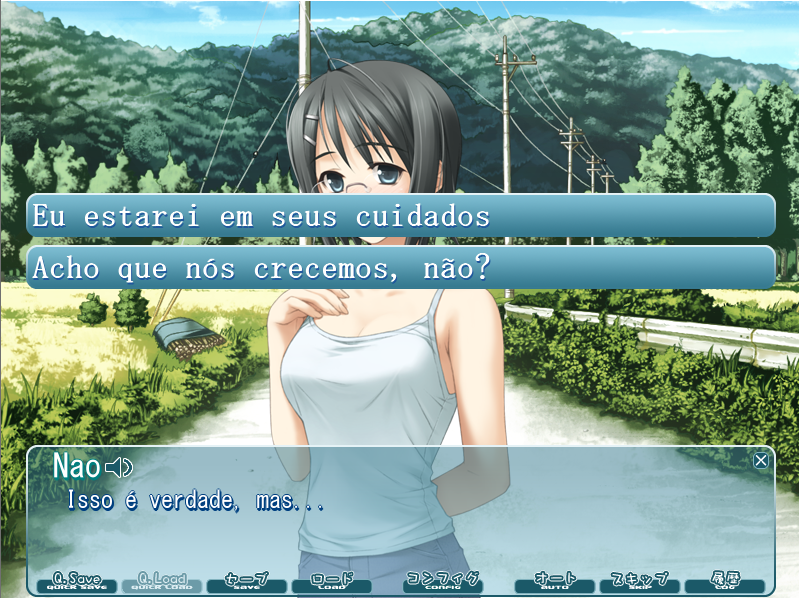 Eu estarei em seus cuidados
Acho que nós crecemos, não?
Nao
Isso é verdade, mas...
Q.Save Q.Load セーブ ロード コンフィグ オート スキップ 履歴
QUICK SAVE QUICK LOAD SAVE LOAD CONFIG AUTO SKIP LOG